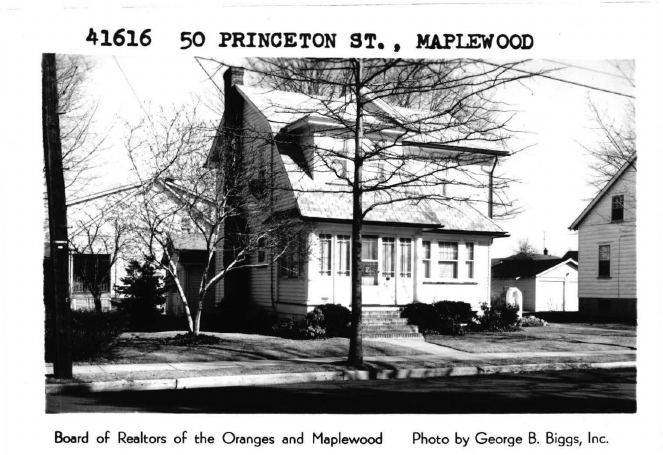 41616 50 PRINCETON ST., MAPLEWOOD
Board of Realtors of the Oranges and Maplewood Photo by George B. Biggs, Inc.